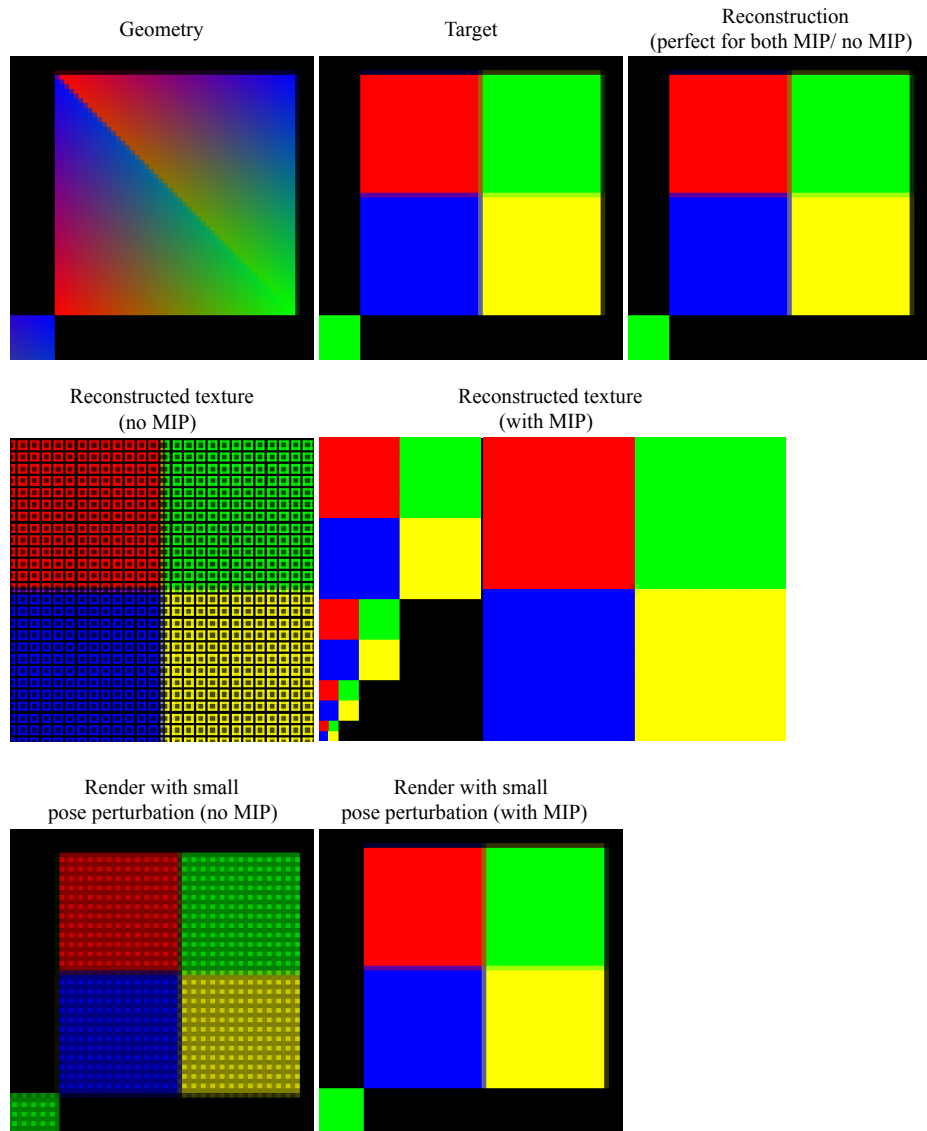 Geometry
Target
Reconstruction
(perfect for both MIP/ no MIP)
Reconstructed texture
(no MIP)
Reconstructed texture
(with MIP)
Render with small
pose perturbation (no MIP)
Render with small
pose perturbation (with MIP)